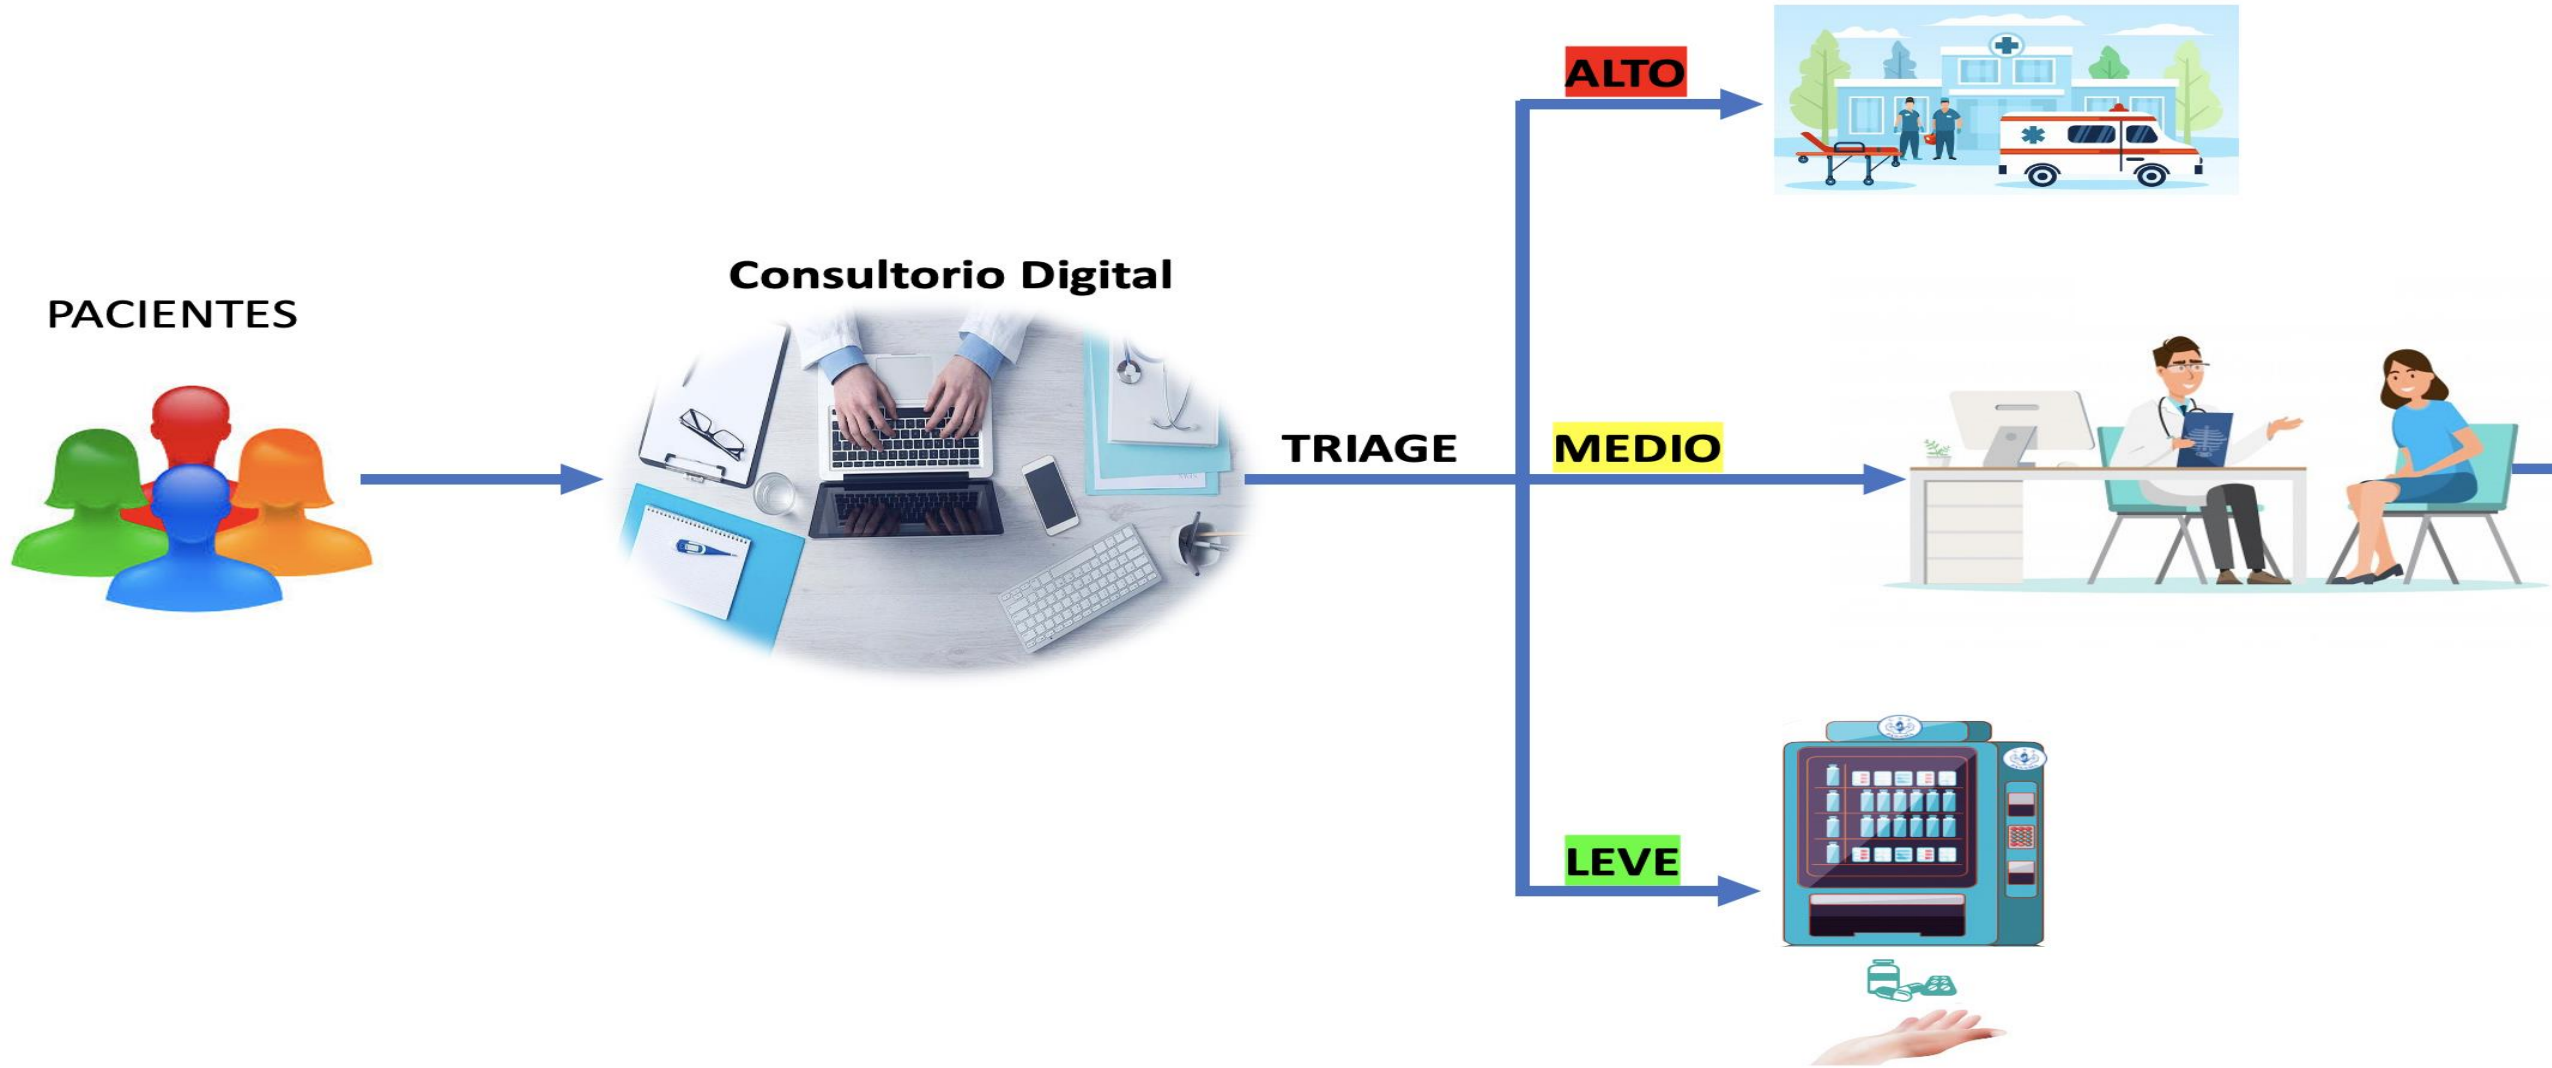 PACIENTES
Consultorio Digital
TRIAGE
ALTO
MEDIO
LEVE